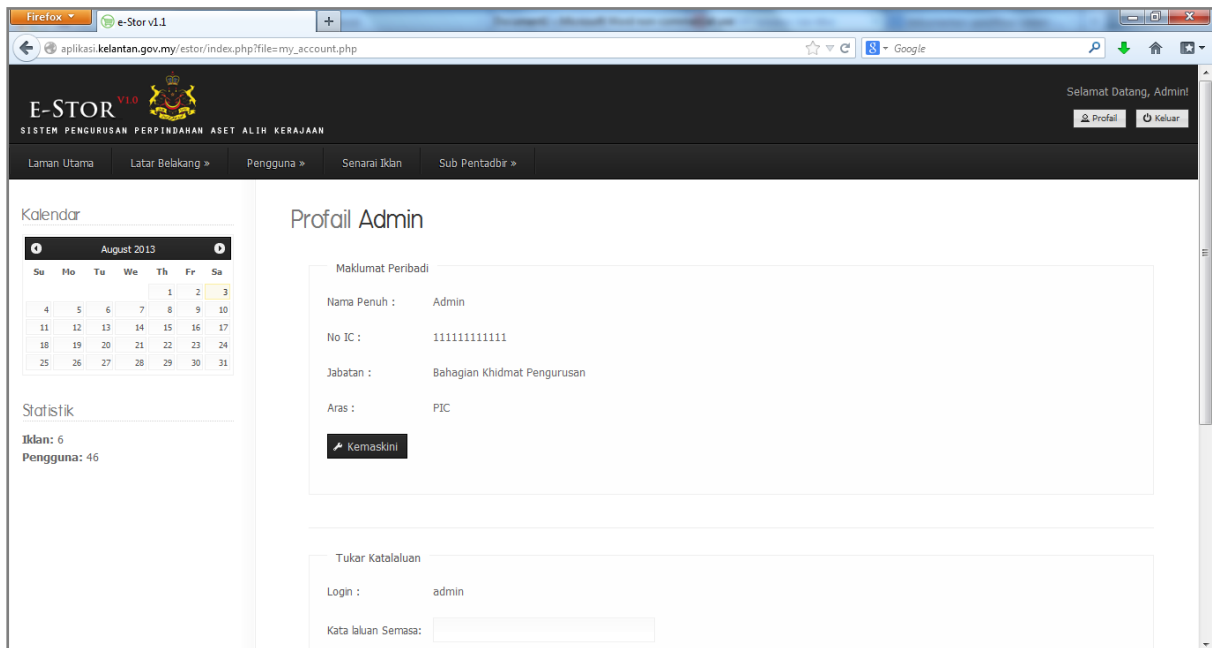 Firefox
e-Stor v1.1
aplikasi.kelantan.gov.my/estor/index.php?file=my_account.php
Google
E-STOR V1.0
SISTEM PENGURUSAN PERPINDAHAN ASET ALIH KERAJAAN
Selamat Datang, Admin!
Profail Keluar
Laman Utama Latar Belakang » Pengguna » Senarai Iklan Sub Pentadbir »
Kalendar
August 2013
Su Mo Tu We Th Fr Sa
1 2 3
4 5 6 7 8 9 10
11 12 13 14 15 16 17
18 19 20 21 22 23 24
25 26 27 28 29 30 31
Statistik
Iklan: 6
Pengguna: 46
Profail Admin
Maklumat Peribadi
Nama Penuh : Admin
No IC : 111111111111
Jabatan : Bahagian Khidmat Pengurusan
Aras : PIC
Kemaskini
Tukar Katalaluan
Login : admin
Kata laluan Semasa: